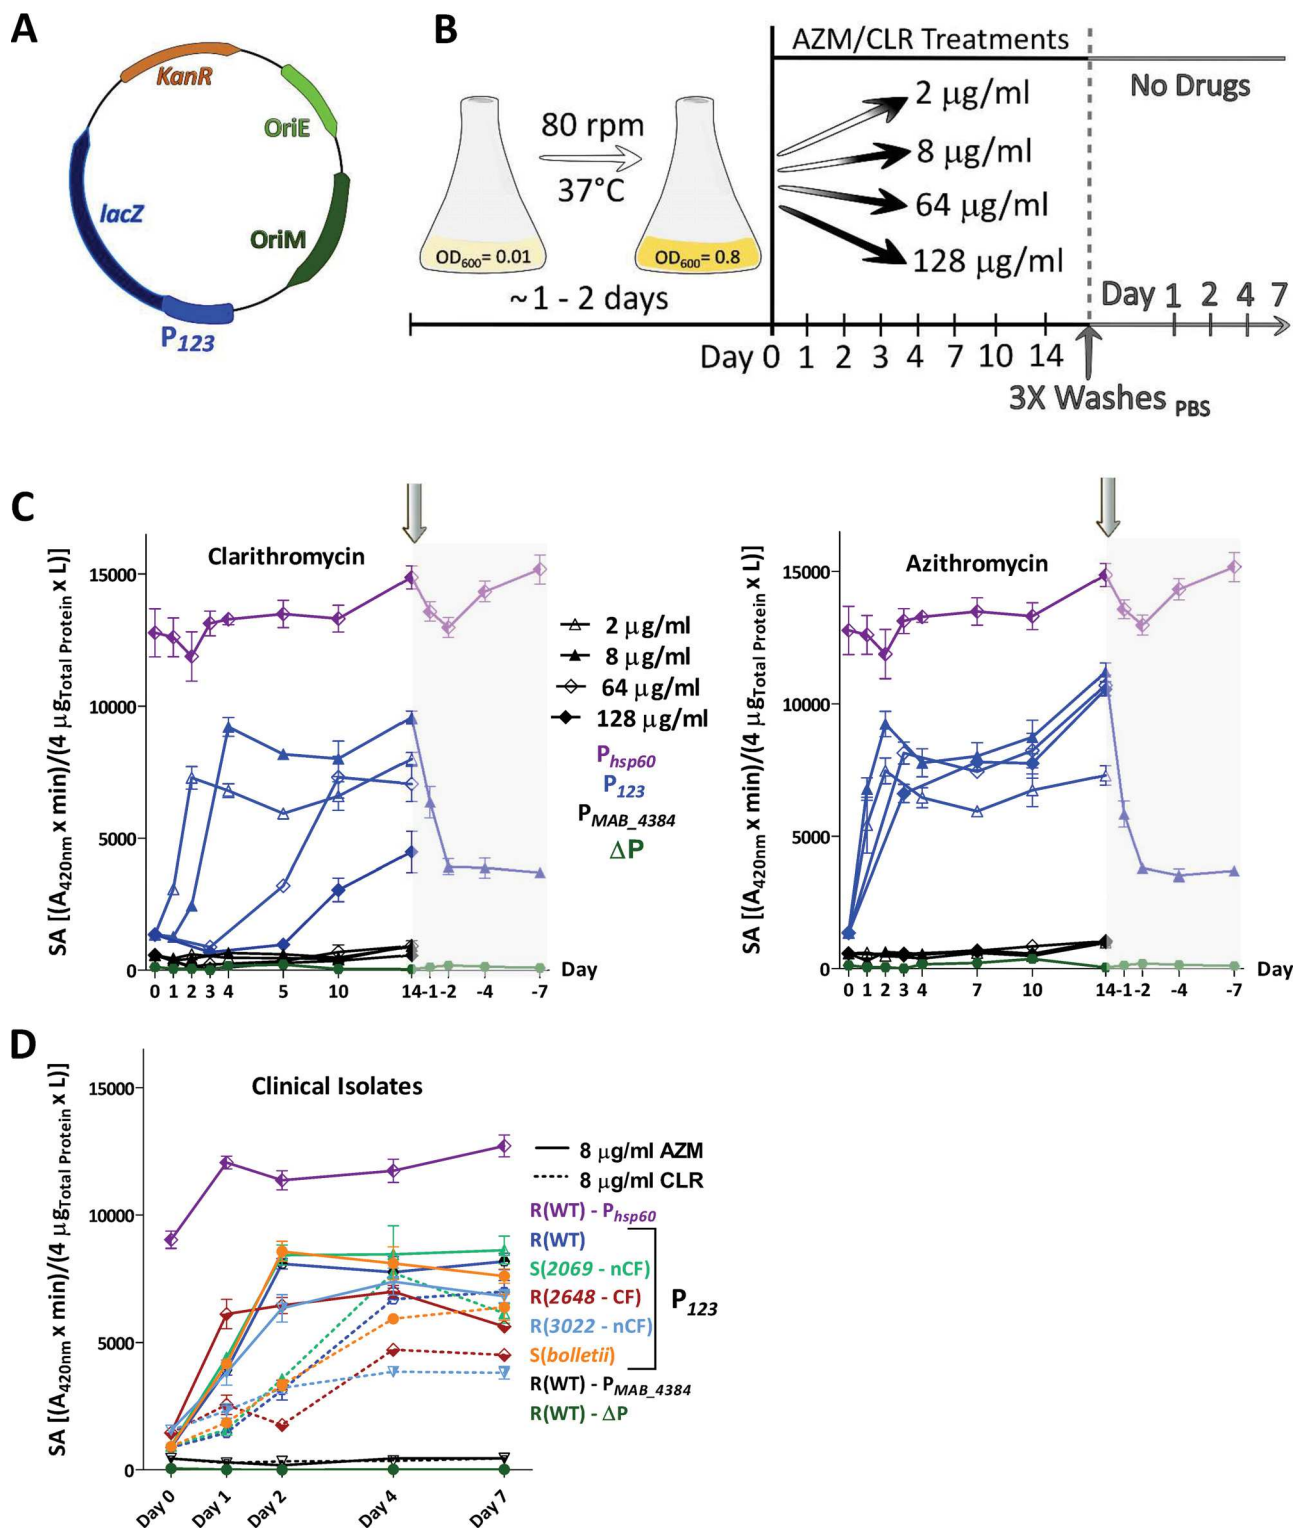 A
KanR
OriE
lacZ
OriM
P123
B
AZM/CLR Treatments
No Drugs
2 µg/ml
8 µg/ml
64 µg/ml
128 µg/ml
80 rpm
37°C
OD600= 0.01
OD600= 0.8
~1 - 2 days
Day 0 1 2 3 4 7 10 14
Day 1 2 4 7
3X Washes PBS
C
SA [(A420nm x min)/(4 µgTotal Protein x L)]
Clarithromycin
15000
10000
5000
0
0 1 2 3 4 5 10 14 -1 -2 -4 -7
Day
2 µg/ml
8 µg/ml
64 µg/ml
128 µg/ml
Phsp60
P123
PMAB_4384
ΔP
SA [(A420nm x min)/(4 µgTotal Protein x L)]
Azithromycin
15000
10000
5000
0
0 1 2 3 4 7 10 14 -1 -2 -4 -7
Day
D
SA [(A420nm x min)/(4 µgTotal Protein x L)]
Clinical Isolates
15000
10000
5000
0
Day 0
Day 1
Day 2
Day 4
Day 7
8 µg/ml AZM
8 µg/ml CLR
R(WT) - Phsp60
R(WT)
S(2069 - nCF)
R(2648 - CF)
R(3022 - nCF)
S(bolletii)
P123
R(WT) - PMAB_4384
R(WT) - ΔP